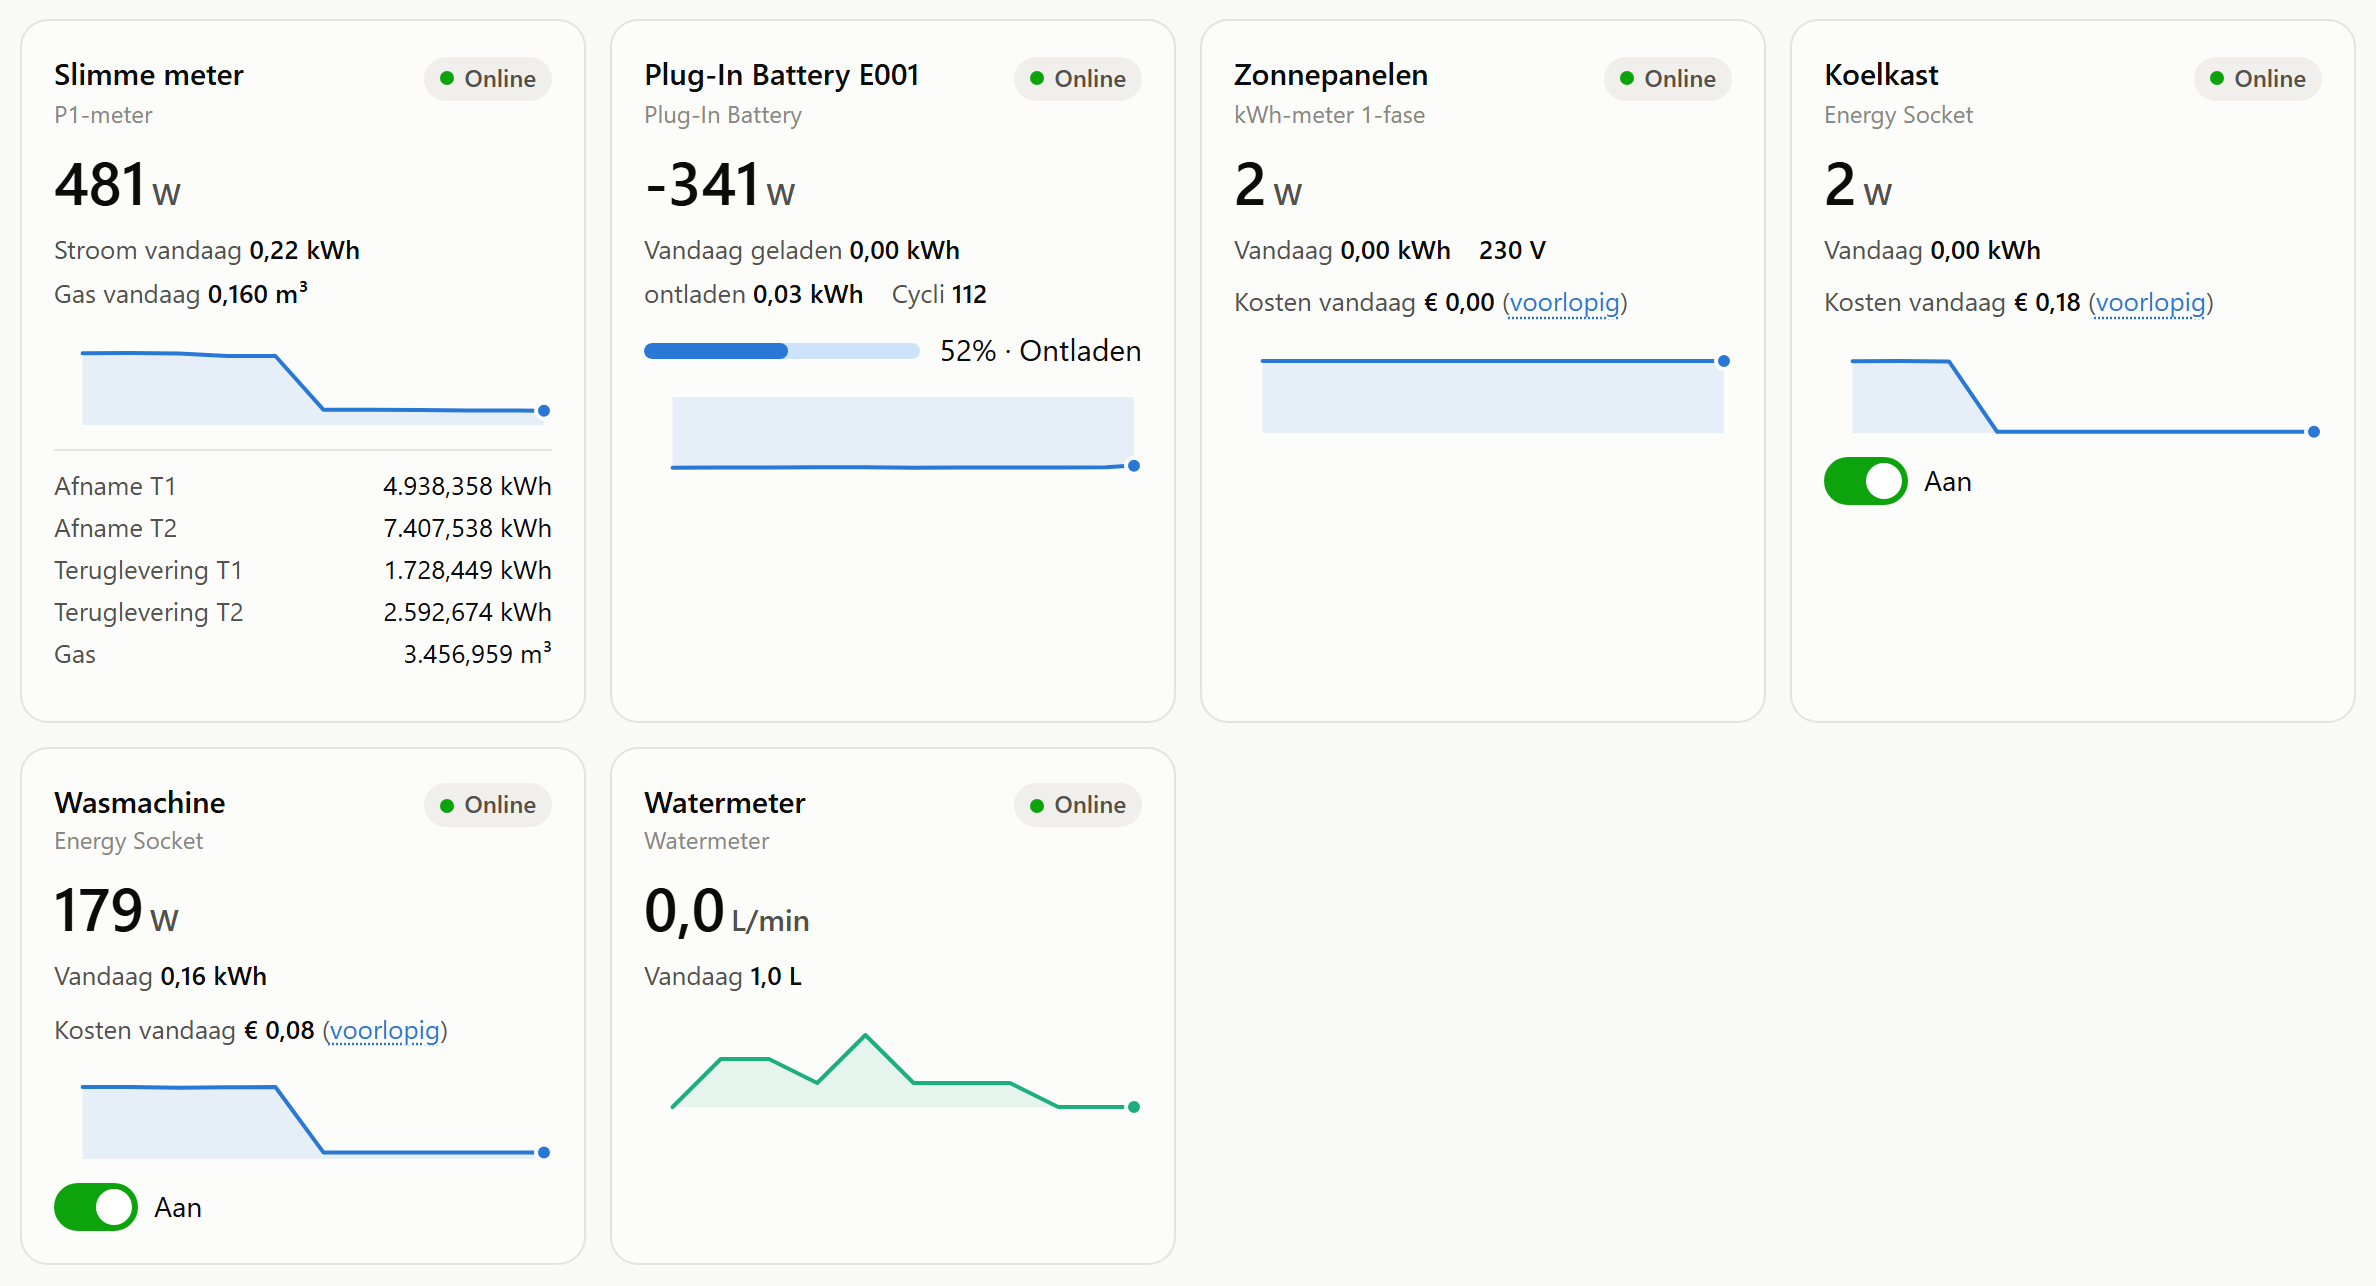 Slimme meter
Online
P1-meter
481 W
Stroom vandaag 0,22 kWh
Gas vandaag 0,160 m³
Afname T1 4.938,358 kWh
Afname T2 7.407,538 kWh
Teruglevering T1 1.728,449 kWh
Teruglevering T2 2.592,674 kWh
Gas 3.456,959 m³
Plug-In Battery E001
Online
Plug-In Battery
-341 W
Vandaag geladen 0,00 kWh
ontladen 0,03 kWh Cycli 112
52% · Ontladen
Zonnepanelen
Online
kWh-meter 1-fase
2 W
Vandaag 0,00 kWh 230 V
Kosten vandaag € 0,00 (voorlopig)
Koelkast
Online
Energy Socket
2 W
Vandaag 0,00 kWh
Kosten vandaag € 0,18 (voorlopig)
Aan
Wasmachine
Online
Energy Socket
179 W
Vandaag 0,16 kWh
Kosten vandaag € 0,08 (voorlopig)
Aan
Watermeter
Online
Watermeter
0,0 L/min
Vandaag 1,0 L